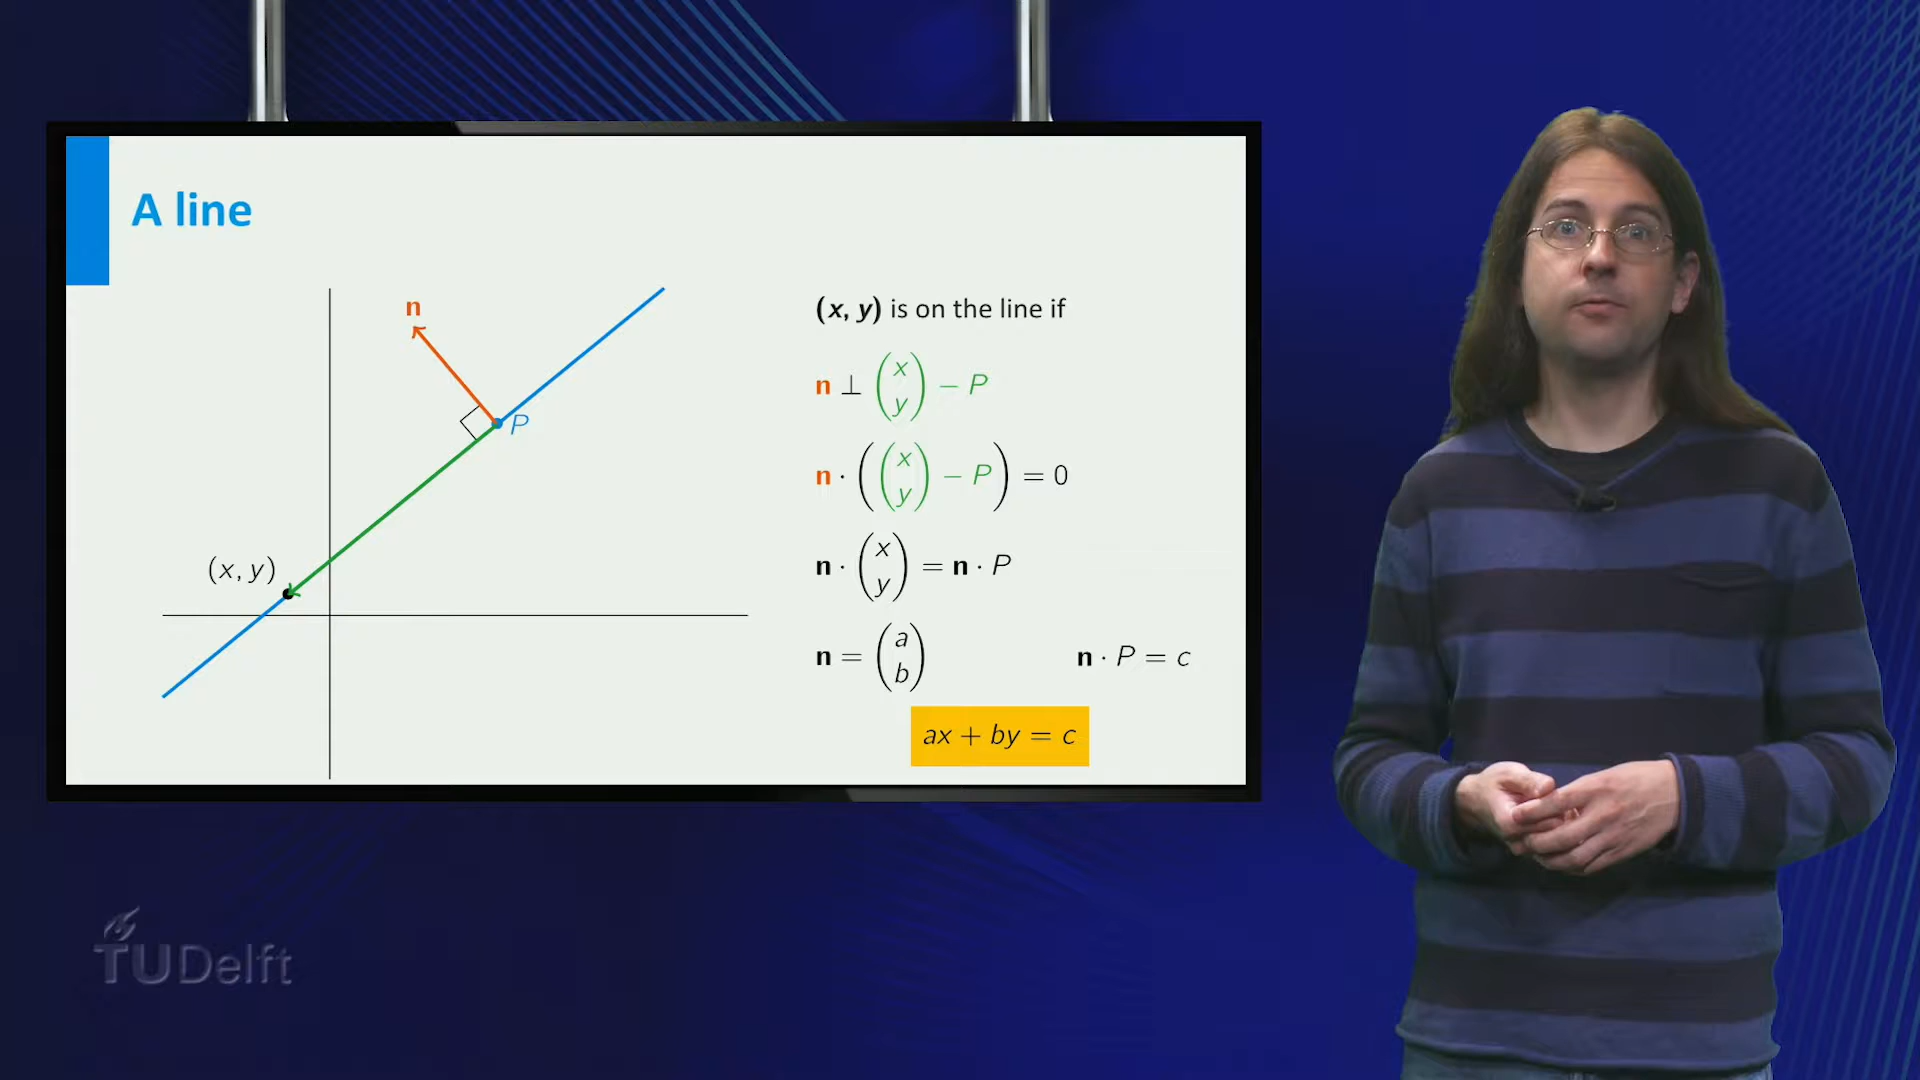 A line
n
P
(x, y)
(x, y) is on the line if
n ⊥ (x y) − P
n · ((x y) − P) = 0
n · (x y) = n · P
n = (a b) n · P = c
ax + by = c
TUDelft